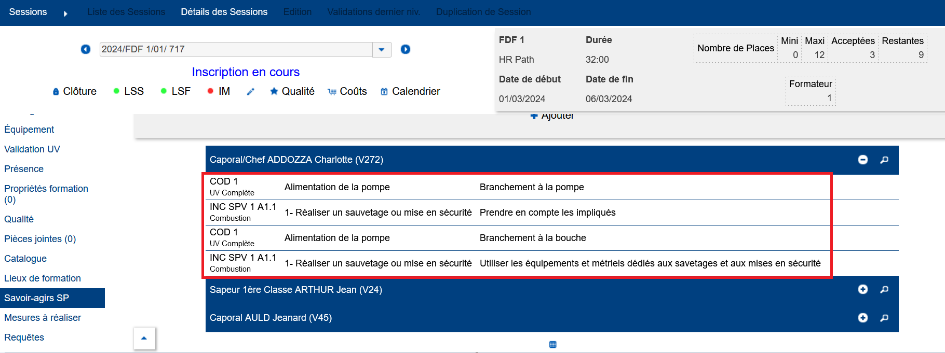 Sessions Liste des Sessions Détails des Sessions Edition Validations dernier niv. Duplication de Session
2024/FDF 1/01/ 717
Inscription en cours
Clôture LSS LSF IM Qualité Coûts Calendrier
FDF 1 Durée
HR Path 32:00
Date de début Date de fin
01/03/2024 06/03/2024
Mini Maxi Acceptées Restantes
Nombre de Places 0 12 3 9
Formateur
1
Ajouter
Équipement
Validation UV
Présence
Propriétés formation
(0)
Qualité
Pièces jointes (0)
Catalogue
Lieux de formation
Savoir-agirs SP
Mesures à réaliser
Requêtes
Caporal/Chef ADDOZZA Charlotte (V272)
COD 1
UV Complète Alimentation de la pompe Branchement à la pompe
INC SPV 1 A1.1
Combustion 1- Réaliser un sauvetage ou mise en sécurité Prendre en compte les impliqués
COD 1
UV Complète Alimentation de la pompe Branchement à la bouche
INC SPV 1 A1.1
Combustion 1- Réaliser un sauvetage ou mise en sécurité Utiliser les équipements et métriels dédiés aux savetages et aux mises en sécurité
Sapeur 1ère Classe ARTHUR Jean (V24)
Caporal AULD Jeanard (V45)